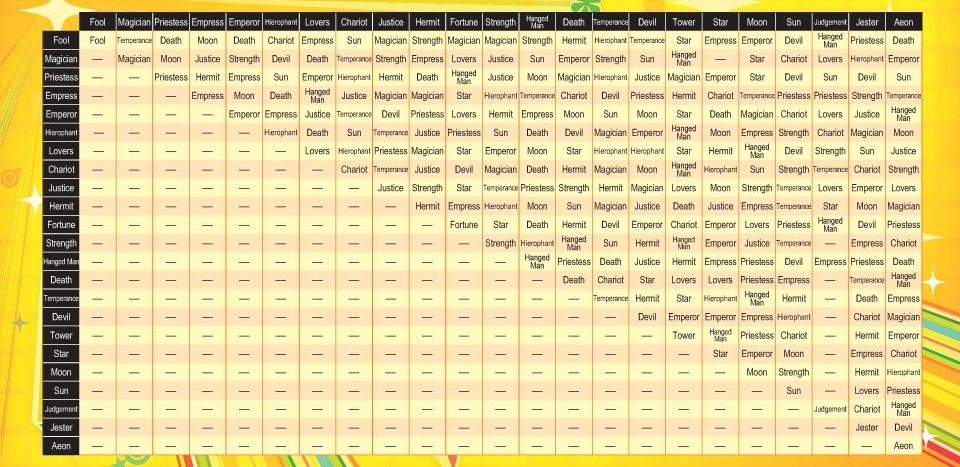 Fool Magician Priestess Empress Emperor Hierophant Lovers Chariot Justice Hermit Fortune Strength Hanged Man Death Temperance Devil Tower Star Moon Sun Judgement Jester Aeon
Fool Fool Temperance Death Moon Death Chariot Empress Sun Magician Strength Magician Magician Strength Hermit Hierophant Temperance Star Empress Emperor Devil Hanged Man Priestess Death
Magician — Magician Moon Justice Strength Devil Death Temperance Strength Empress Lovers Justice Sun Emperor Strength Sun Hanged Man — Star Chariot Lovers Hierophant Emperor
Priestess — — Priestess Hermit Empress Sun Emperor Hierophant Hermit Death Hanged Man Justice Moon Magician Hierophant Justice Magician Emperor Star Devil Sun Devil Sun
Empress — — — Empress Moon Death Hanged Man Justice Magician Magician Star Hierophant Temperance Chariot Devil Priestess Hermit Chariot Temperance Priestess Priestess Strength Temperance
Emperor — — — — Emperor Empress Justice Temperance Devil Priestess Lovers Hermit Empress Moon Sun Moon Star Death Magician Chariot Lovers Justice Hanged Man
Hierophant — — — — — Hierophant Death Sun Temperance Justice Priestess Sun Death Devil Magician Emperor Hanged Man Moon Empress Strength Chariot Magician Moon
Lovers — — — — — — Lovers Hierophant Priestess Magician Star Emperor Moon Star Hierophant Hierophant Star Hermit Hanged Man Devil Strength Sun Justice
Chariot — — — — — — — Chariot Temperance Justice Devil Magician Death Hermit Magician Moon Hanged Man Hierophant Sun Strength Temperance Chariot Strength
Justice — — — — — — — — Justice Strength Star Temperance Priestess Strength Hermit Magician Lovers Moon Strength Temperance Lovers Emperor Lovers
Hermit — — — — — — — — — Hermit Empress Hierophant Moon Sun Magician Justice Death Justice Empress Temperance Star Moon Magician
Fortune — — — — — — — — — — Fortune Star Death Hermit Devil Emperor Chariot Emperor Lovers Priestess Hanged Man Devil Priestess
Strength — — — — — — — — — — — Strength Hierophant Hanged Man Sun Hermit Hanged Man Emperor Justice Temperance — Empress Chariot
Hanged Man — — — — — — — — — — — — Hanged Man Priestess Death Justice Hermit Empress Priestess Devil Empress Priestess Death
Death — — — — — — — — — — — — — Death Chariot Star Lovers Lovers Priestess Empress — Temperance Hanged Man
Temperance — — — — — — — — — — — — — — Temperance Hermit Star Hierophant Hanged Man Hermit — Death Empress
Devil — — — — — — — — — — — — — — — Devil Emperor Emperor Empress Hierophant — Chariot Magician
Tower — — — — — — — — — — — — — — — — Tower Hanged Man Priestess Chariot — Hermit Emperor
Star — — — — — — — — — — — — — — — — — Star Emperor Moon — Empress Chariot
Moon — — — — — — — — — — — — — — — — — — Moon Strength — Hermit Hierophant
Sun — — — — — — — — — — — — — — — — — — — Sun — Lovers Priestess
Judgement — — — — — — — — — — — — — — — — — — — — Judgement Chariot Hanged Man
Jester — — — — — — — — — — — — — — — — — — — — — Jester Devil
Aeon — — — — — — — — — — — — — — — — — — — — — — Aeon